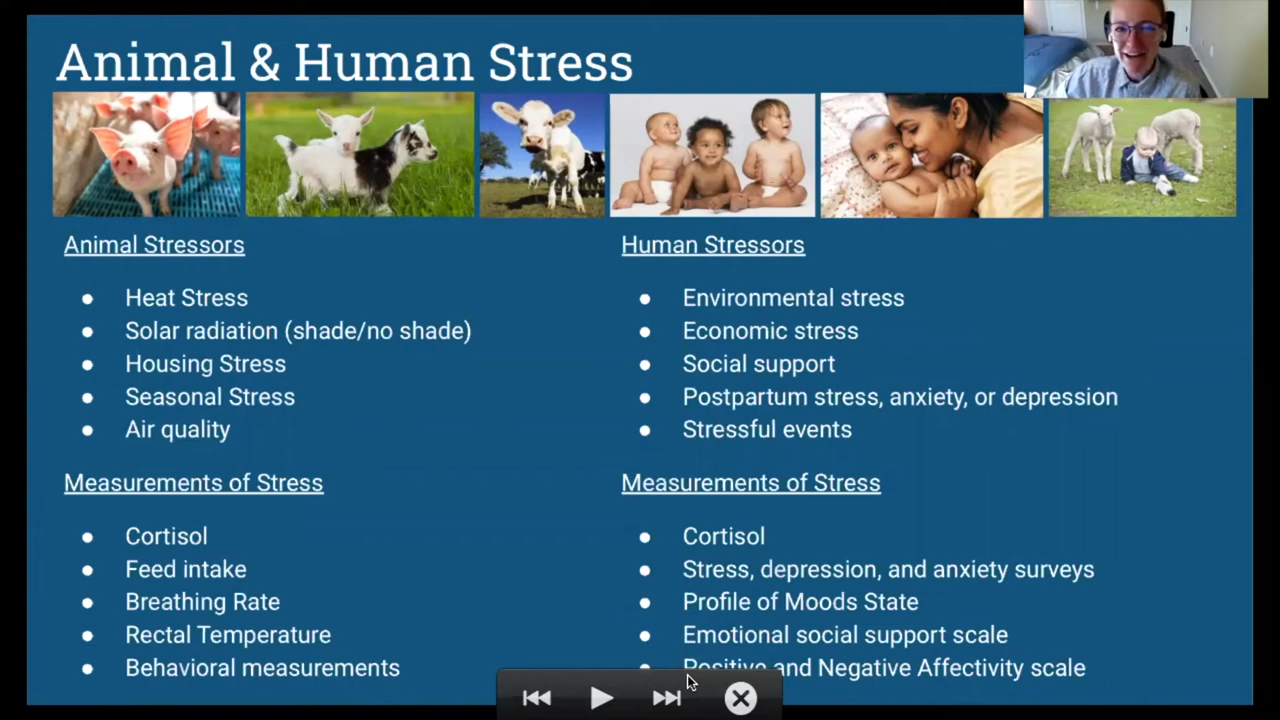 Animal & Human Stress
Animal Stressors
Heat Stress
Solar radiation (shade/no shade)
Housing Stress
Seasonal Stress
Air quality
Measurements of Stress
Cortisol
Feed intake
Breathing Rate
Rectal Temperature
Behavioral measurements
Human Stressors
Environmental stress
Economic stress
Social support
Postpartum stress, anxiety, or depression
Stressful events
Measurements of Stress
Cortisol
Stress, depression, and anxiety surveys
Profile of Moods State
Emotional social support scale
Positive and Negative Affectivity scale